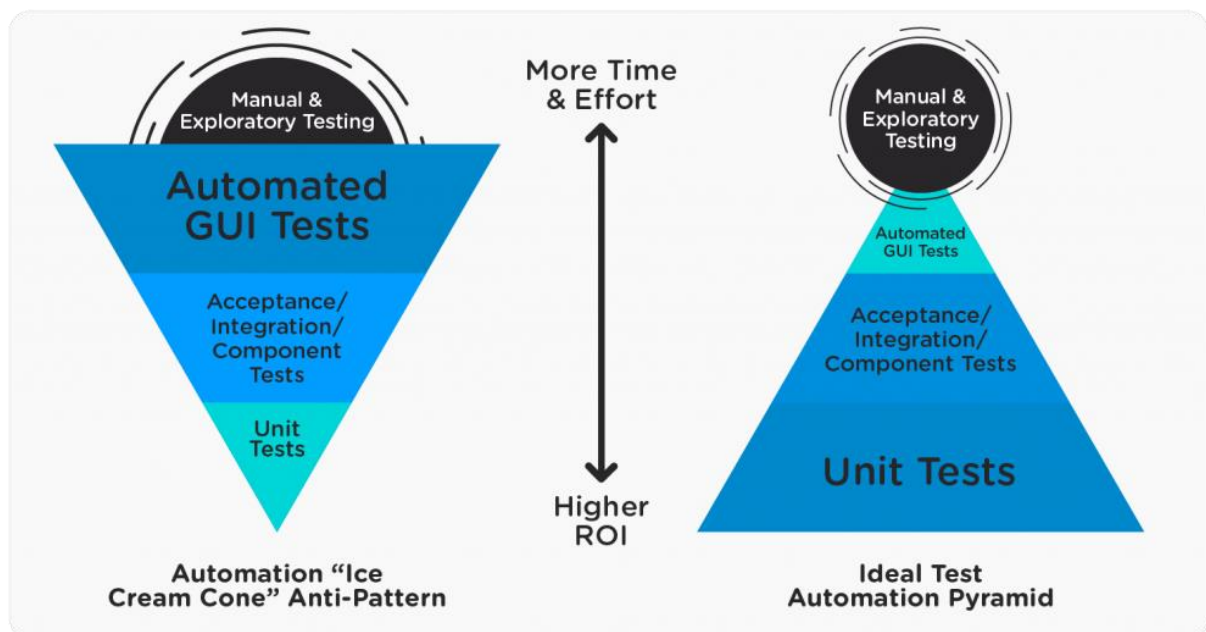 Manual &
Exploratory Testing
Automated
GUI Tests
Acceptance/
Integration/
Component
Tests
Unit
Tests
Automation “Ice
Cream Cone” Anti-Pattern
More Time
& Effort
Higher
ROI
Manual &
Exploratory
Testing
Automated
GUI Tests
Acceptance/
Integration/
Component Tests
Unit Tests
Ideal Test
Automation Pyramid